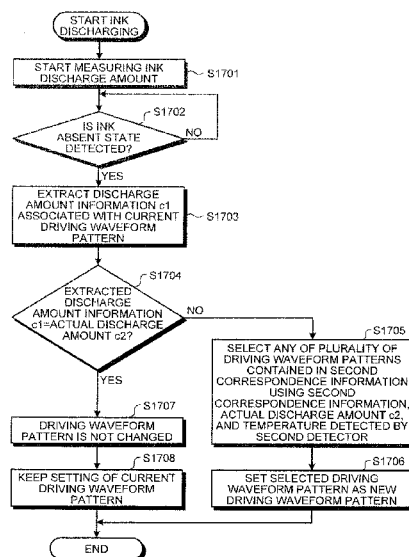 START INK
DISCHARGING
START MEASURING INK
DISCHARGE AMOUNT
S1701
S1702
IS INK
ABSENT STATE
DETECTED?
NO
YES
EXTRACT DISCHARGE
AMOUNT INFORMATION c1
ASSOCIATED WITH CURRENT
DRIVING WAVEFORM
PATTERN
S1703
S1704
EXTRACTED
DISCHARGE
AMOUNT INFORMATION
c1=ACTUAL DISCHARGE
AMOUNT c2?
NO
YES
S1705
SELECT ANY OF PLURALITY OF
DRIVING WAVEFORM PATTERNS
CONTAINED IN SECOND
CORRESPONDENCE INFORMATION
USING SECOND
CORRESPONDENCE INFORMATION,
ACTUAL DISCHARGE AMOUNT c2,
AND TEMPERATURE DETECTED BY
SECOND DETECTOR
S1707
DRIVING WAVEFORM
PATTERN IS NOT CHANGED
S1708
KEEP SETTING OF CURRENT
DRIVING WAVEFORM
PATTERN
S1706
SET SELECTED DRIVING
WAVEFORM PATTERN AS NEW
DRIVING WAVEFORM PATTERN
END